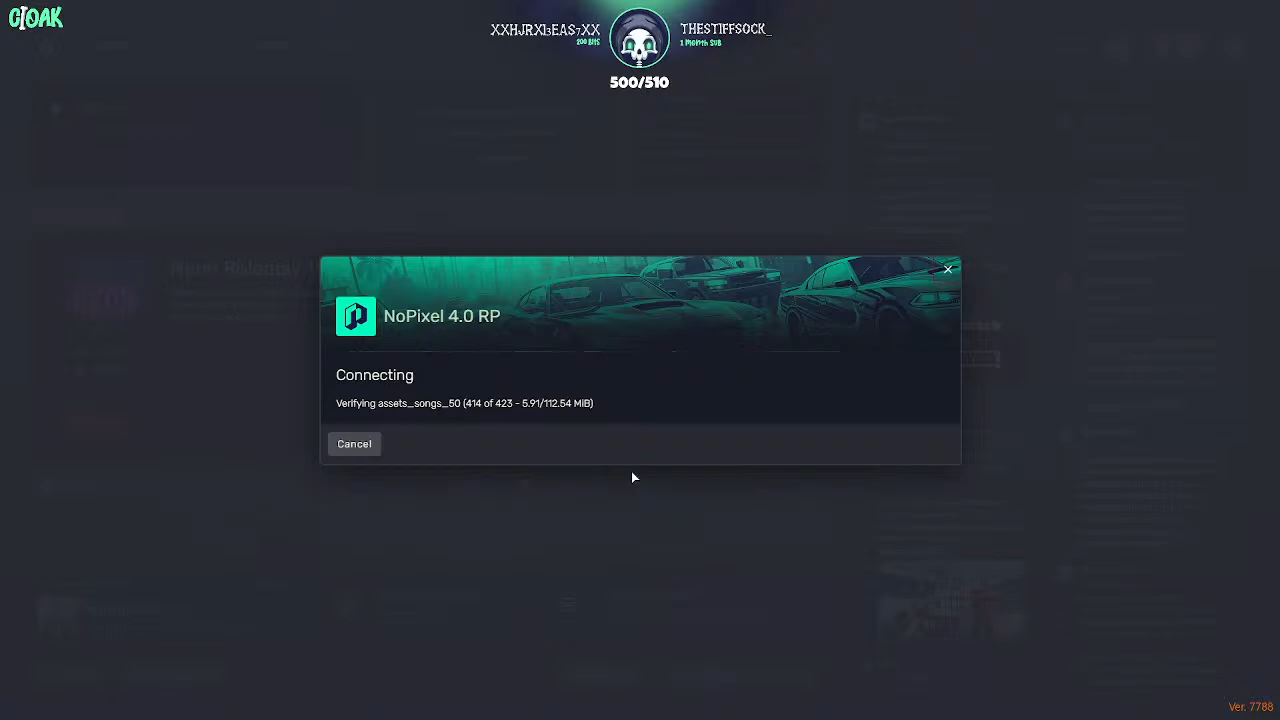 CLOAK
XXHJRXL3EAS7XX
200 Bits
THESTIFFSOCK_
1 Month Sub
500/510
NoPixel 4.0 RP
Connecting
Verifying assets_songs_50 (414 of 423 - 5.91/112.54 MiB)
Cancel
Ver. 7788